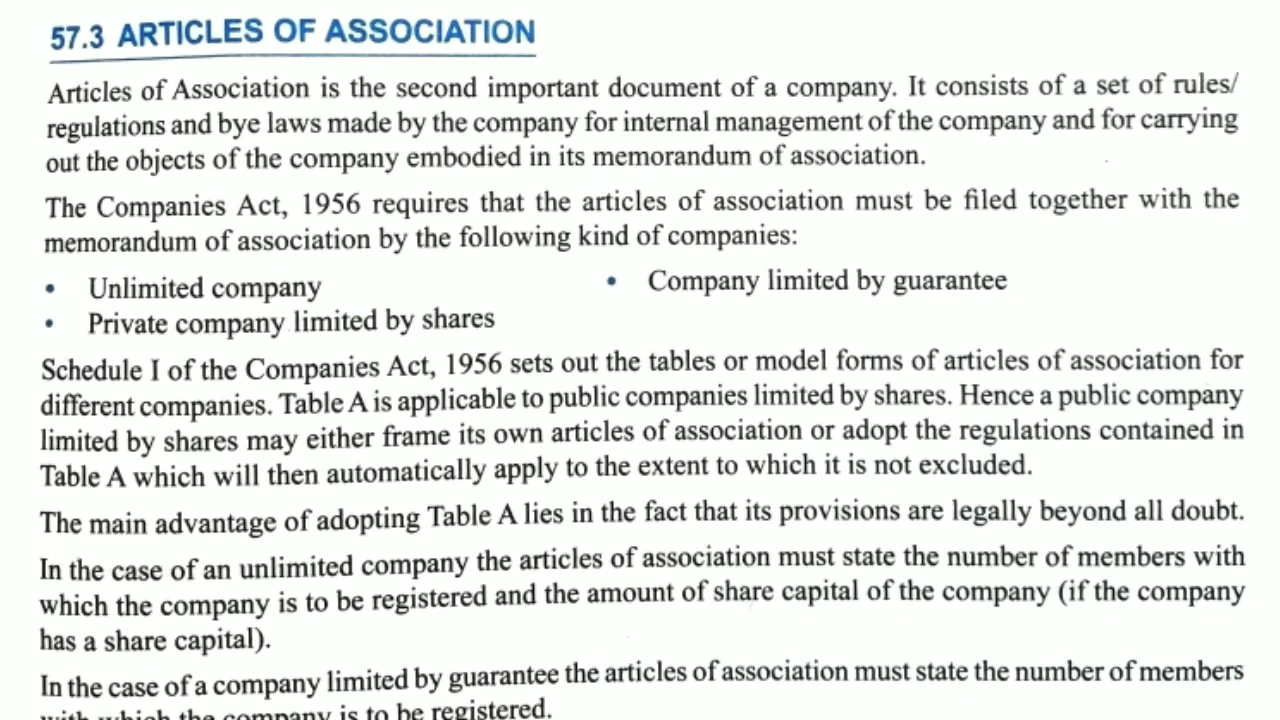 57.3 ARTICLES OF ASSOCIATION
Articles of Association is the second important document of a company. It consists of a set of rules/
regulations and bye laws made by the company for internal management of the company and for carrying
out the objects of the company embodied in its memorandum of association.
The Companies Act, 1956 requires that the articles of association must be filed together with the
memorandum of association by the following kind of companies:
• Unlimited company • Company limited by guarantee
• Private company limited by shares
Schedule I of the Companies Act, 1956 sets out the tables or model forms of articles of association for
different companies. Table A is applicable to public companies limited by shares. Hence a public company
limited by shares may either frame its own articles of association or adopt the regulations contained in
Table A which will then automatically apply to the extent to which it is not excluded.
The main advantage of adopting Table A lies in the fact that its provisions are legally beyond all doubt.
In the case of an unlimited company the articles of association must state the number of members with
which the company is to be registered and the amount of share capital of the company (if the company
has a share capital).
In the case of a company limited by guarantee the articles of association must state the number of members
with which the company is to be registered.